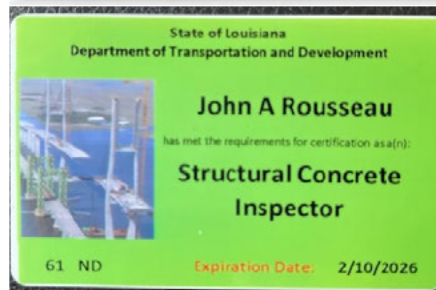 State of Louisiana
Department of Transportation and Development
John A Rousseau
has met the requirements for certification as a(n):
Structural Concrete
Inspector
61 ND
Expiration Date: 2/10/2026